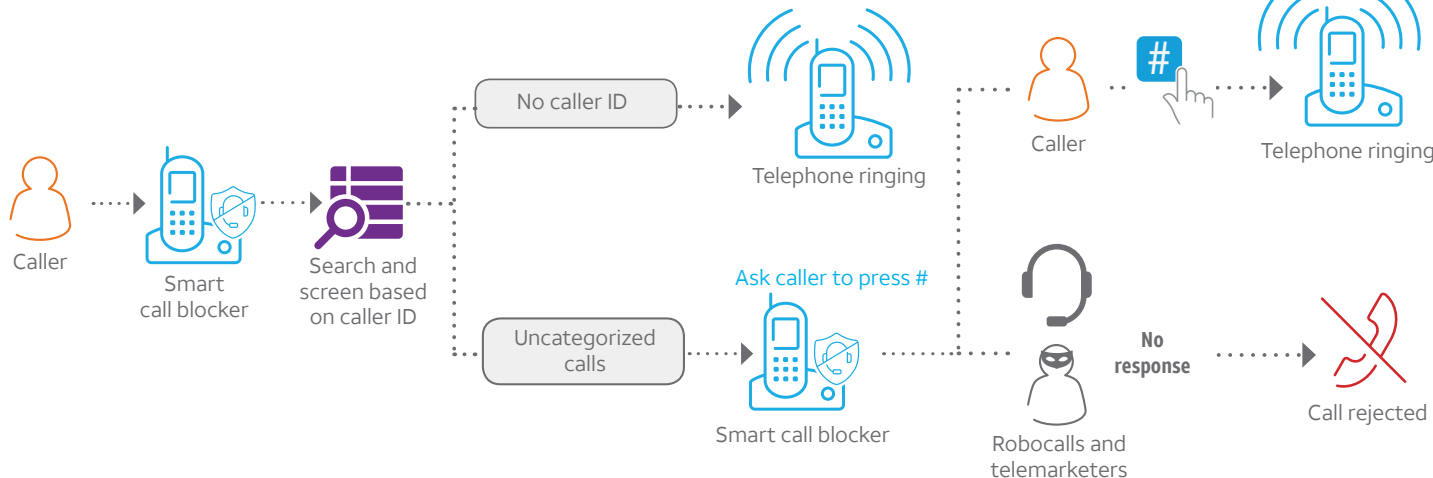 Caller
Smart
call blocker
Search and
screen based
on caller ID
No caller ID
Telephone ringing
Uncategorized
calls
Ask caller to press #
Smart call blocker
Caller
#
Telephone ringing
Robocalls and
telemarketers
No
response
Call rejected